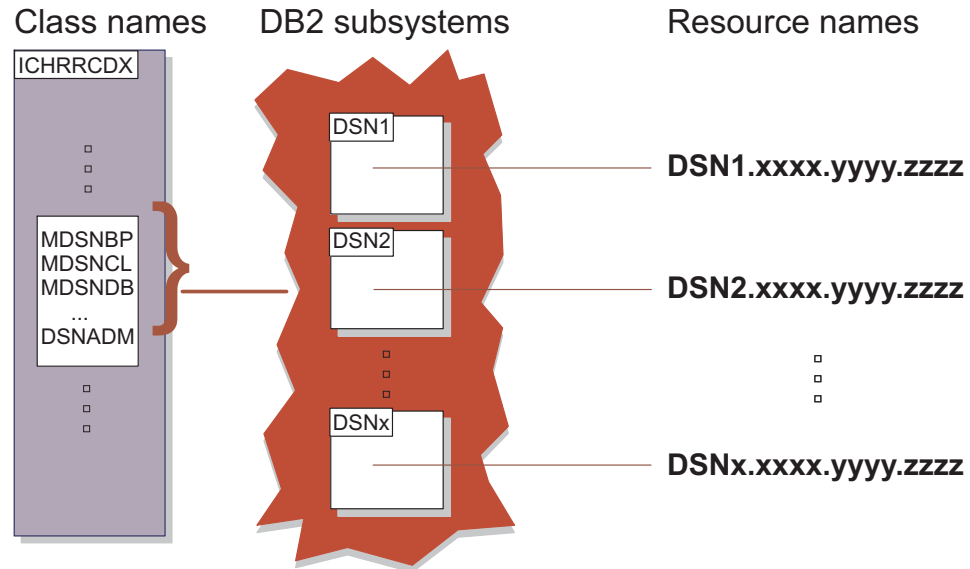 Class names
DB2 subsystems
Resource names
ICHRRCDX
MDSNBP
MDSNCL
MDSNDB
...
DSNADM
DSN1
DSN1.xxxx.yyyy.zzzz
DSN2
DSN2.xxxx.yyyy.zzzz
DSNx
DSNx.xxxx.yyyy.zzzz